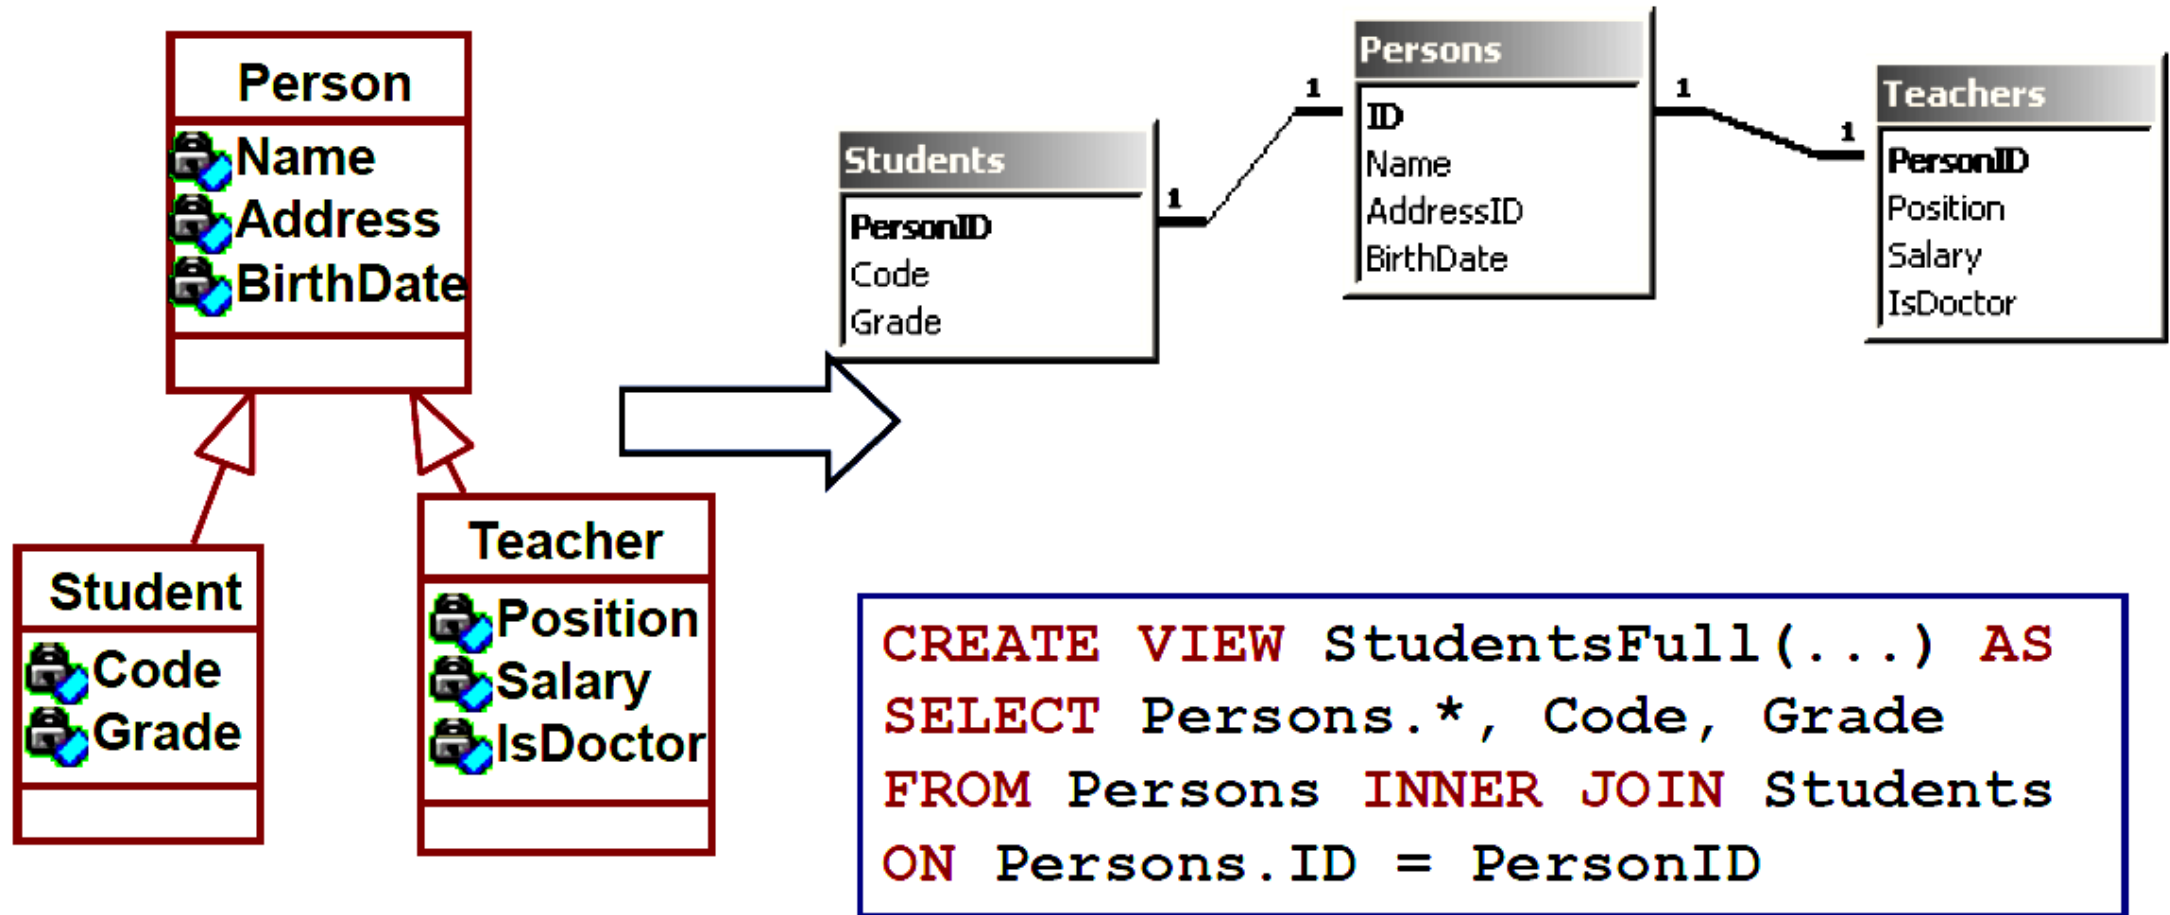 Person
Name
Address
BirthDate
Student
Code
Grade
Teacher
Position
Salary
IsDoctor
Students
PersonID
Code
Grade
1
1
Persons
ID
Name
AddressID
BirthDate
1
1
Teachers
PersonID
Position
Salary
IsDoctor
CREATE VIEW StudentsFull(...) AS
SELECT Persons.*, Code, Grade
FROM Persons INNER JOIN Students
ON Persons.ID = PersonID